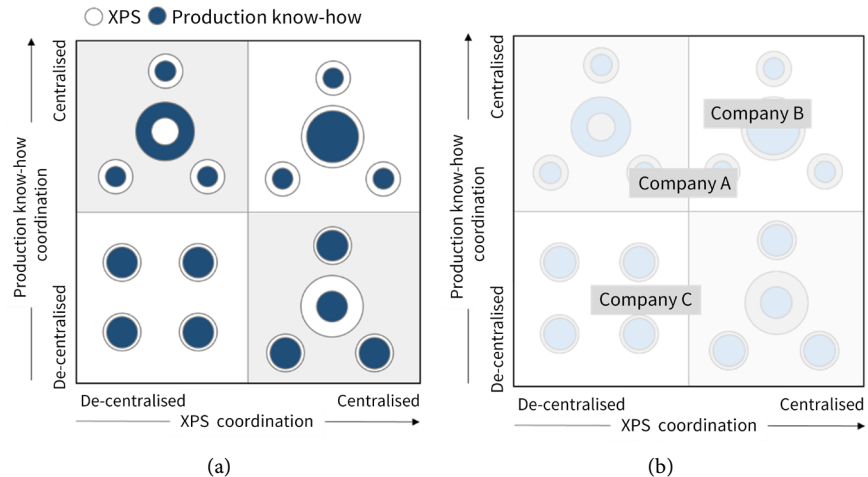 XPS Production know-how
Centralised
Production know-how
coordination
De-centralised
De-centralised
Centralised
XPS coordination
(a)
Centralised
Production know-how
coordination
De-centralised
Company B
Company A
Company C
De-centralised
Centralised
XPS coordination
(b)